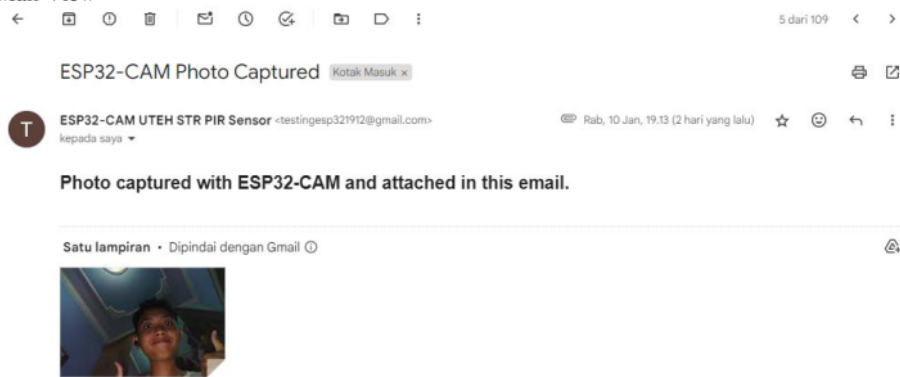 5 dari 109
ESP32-CAM Photo Captured Kotak Masuk ×
T
ESP32-CAM UTEH STR PIR Sensor <testingesp321912@gmail.com>
Rab, 10 Jan, 19.13 (2 hari yang lalu)
kepada saya
Photo captured with ESP32-CAM and attached in this email.
Satu lampiran • Dipindai dengan Gmail